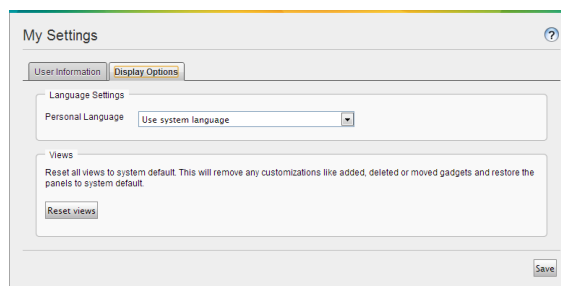 My Settings
?
User Information
Display Options
Language Settings
Personal Language
Use system language
Views
Reset all views to system default. This will remove any customizations like added, deleted or moved gadgets and restore the
panels to system default.
Reset views
Save